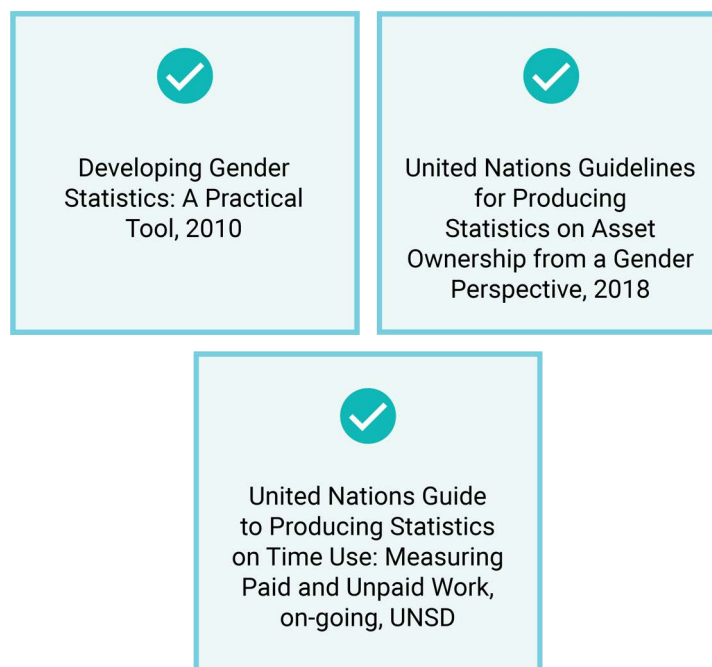 Developing Gender
Statistics: A Practical
Tool, 2010
United Nations Guidelines
for Producing
Statistics on Asset
Ownership from a Gender
Perspective, 2018
United Nations Guide
to Producing Statistics
on Time Use: Measuring
Paid and Unpaid Work,
on-going, UNSD